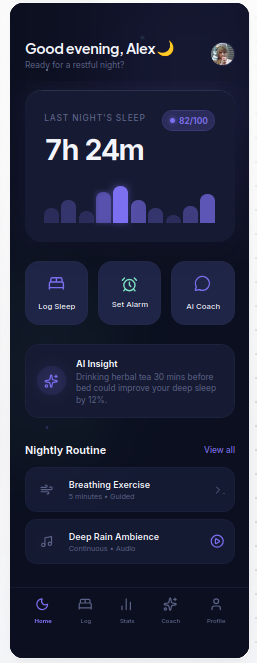 Good evening, Alex🌙
Ready for a restful night?
LAST NIGHT'S SLEEP
82/100
7h 24m
Log Sleep
Set Alarm
AI Coach
AI Insight
Drinking herbal tea 30 mins before
bed could improve your deep sleep
by 12%.
Nightly Routine
View all
Breathing Exercise
5 minutes • Guided
Deep Rain Ambience
Continuous • Audio
Home
Log
Stats
Coach
Profile